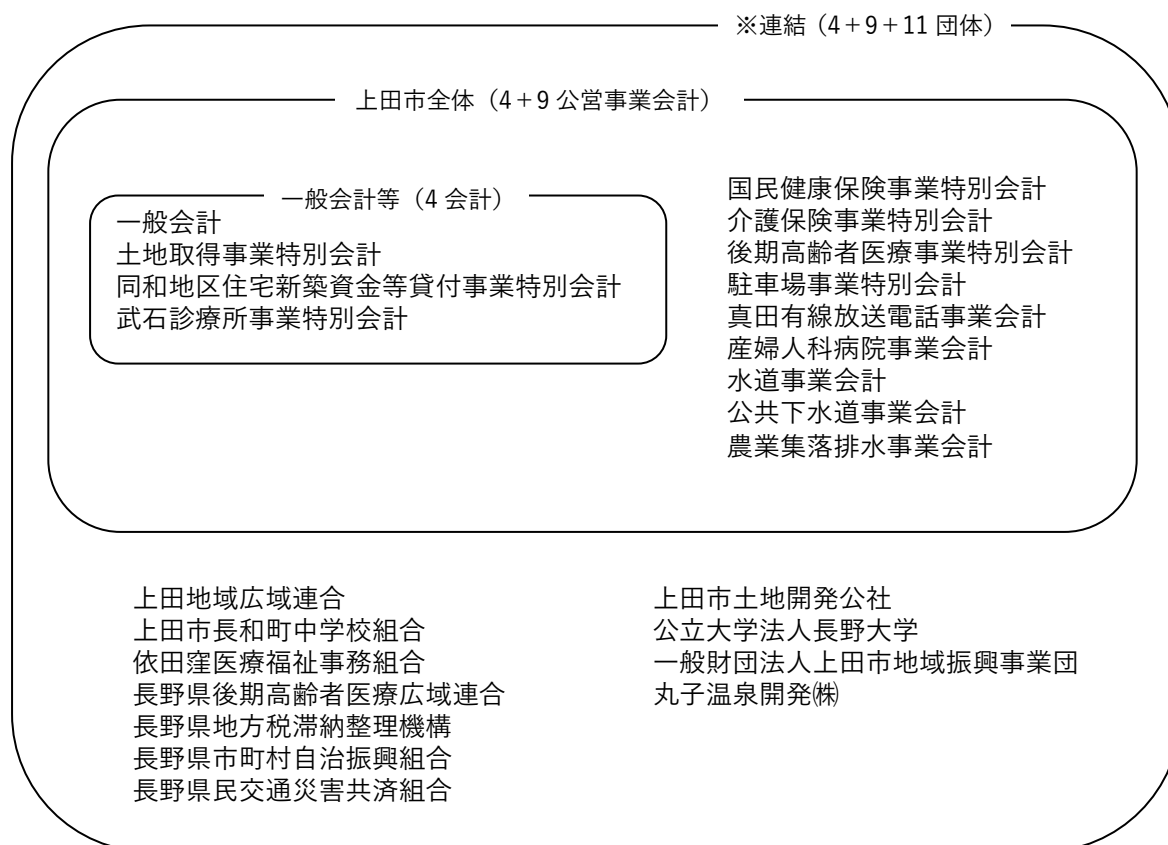 ※連結（4＋9＋11 団体）
上田市全体（4＋9 公営事業会計）
一般会計等（4 会計）
一般会計
土地取得事業特別会計
同和地区住宅新築資金等貸付事業特別会計
武石診療所事業特別会計
国民健康保険事業特別会計
介護保険事業特別会計
後期高齢者医療事業特別会計
駐車場事業特別会計
真田有線放送電話事業会計
産婦人科病院事業会計
水道事業会計
公共下水道事業会計
農業集落排水事業会計
上田地域広域連合
上田市長和町中学校組合
依田窪医療福祉事務組合
長野県後期高齢者医療広域連合
長野県地方税滞納整理機構
長野県市町村自治振興組合
長野県民交通災害共済組合
上田市土地開発公社
公立大学法人長野大学
一般財団法人上田市地域振興事業団
丸子温泉開発㈱